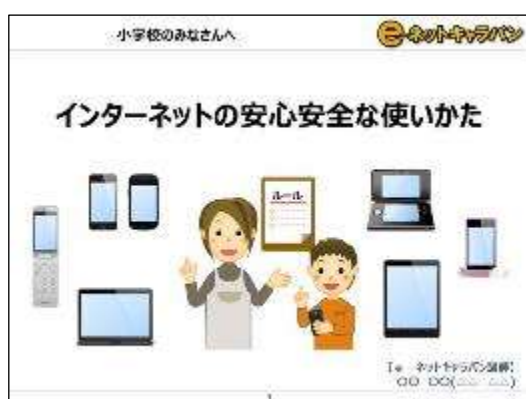 小学校のみなさんへ
e-ネットキャラバン
インターネットの安心安全な使いかた
ルール
○○ ○○(